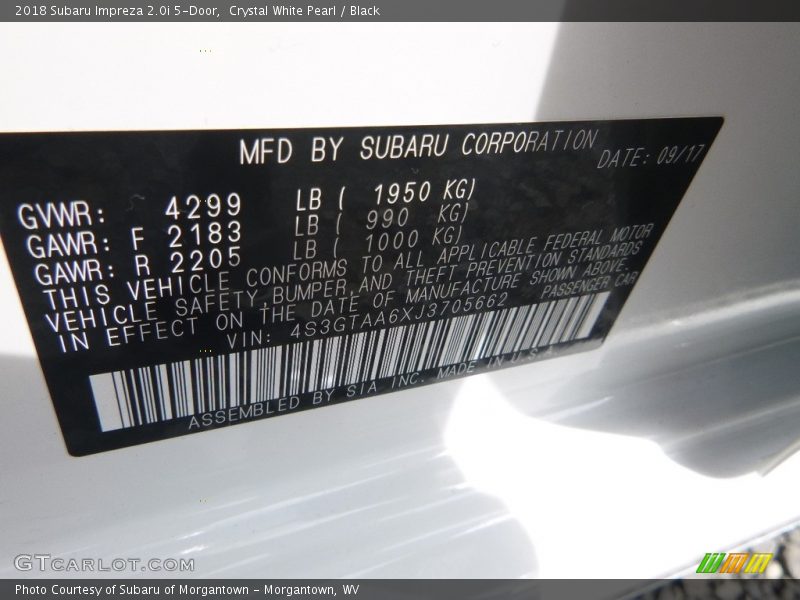 2018 Subaru Impreza 2.0i 5-Door,  Crystal White Pearl / Black
MFD BY SUBARU CORPORATION
DATE: 09/17
GVWR: 4299 LB ( 1950 KG)
GAWR: F 2183 LB ( 990 KG)
GAWR: R 2205 LB ( 1000 KG)
THIS VEHICLE CONFORMS TO ALL APPLICABLE FEDERAL MOTOR
VEHICLE SAFETY, BUMPER, AND THEFT PREVENTION STANDARDS
IN EFFECT ON THE DATE OF MANUFACTURE SHOWN ABOVE.
VIN: 4S3GTAA6XJ3705662 PASSENGER CAR
ASSEMBLED BY SIA INC. MADE IN U.S.A.
GTCARLOT.COM
Photo Courtesy of Subaru of Morgantown - Morgantown, WV